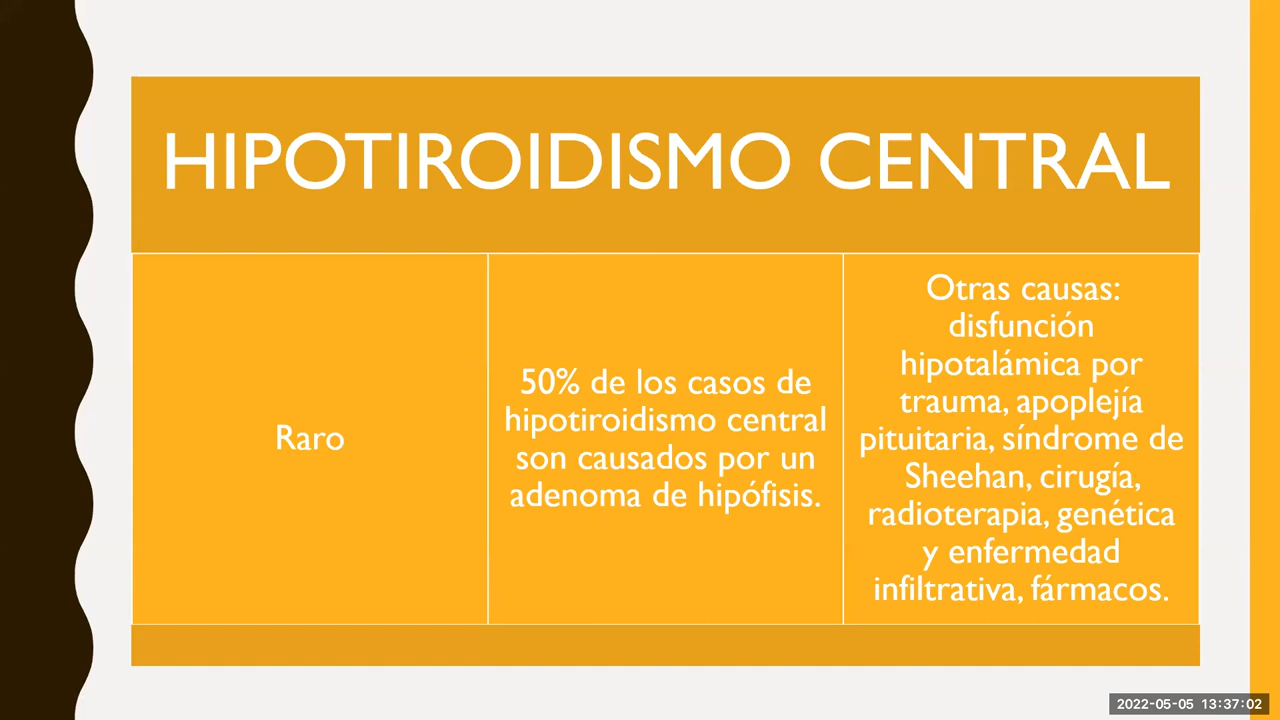 HIPOTIROIDISMO CENTRAL
Raro
50% de los casos de
hipotiroidismo central
son causados por un
adenoma de hipófisis.
Otras causas:
disfunción
hipotalámica por
trauma, apoplejía
pituitaria, síndrome de
Sheehan, cirugía,
radioterapia, genética
y enfermedad
infiltrativa, fármacos.
2022-05-05 13:37:02